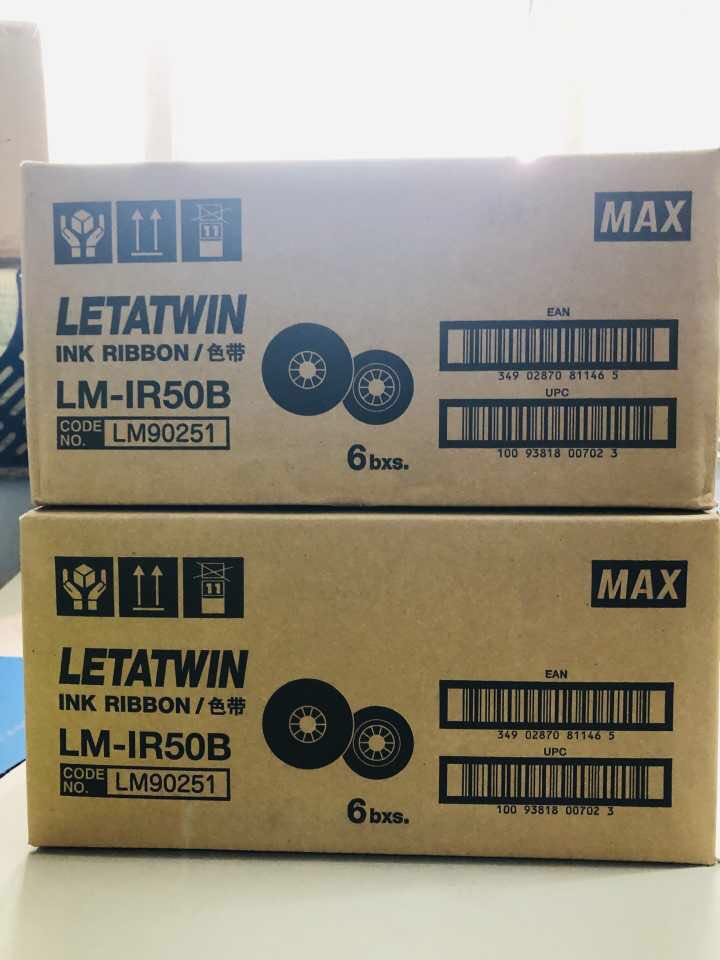 11
MAX
LETATWIN
INK RIBBON / 色带
LM-IR50B
CODE NO. LM90251
6 bxs.
EAN
349 02870 81146 5
UPC
100 93818 00702 3
11
MAX
LETATWIN
INK RIBBON / 色带
LM-IR50B
CODE NO. LM90251
6 bxs.
EAN
349 02870 81146 5
UPC
100 93818 00702 3